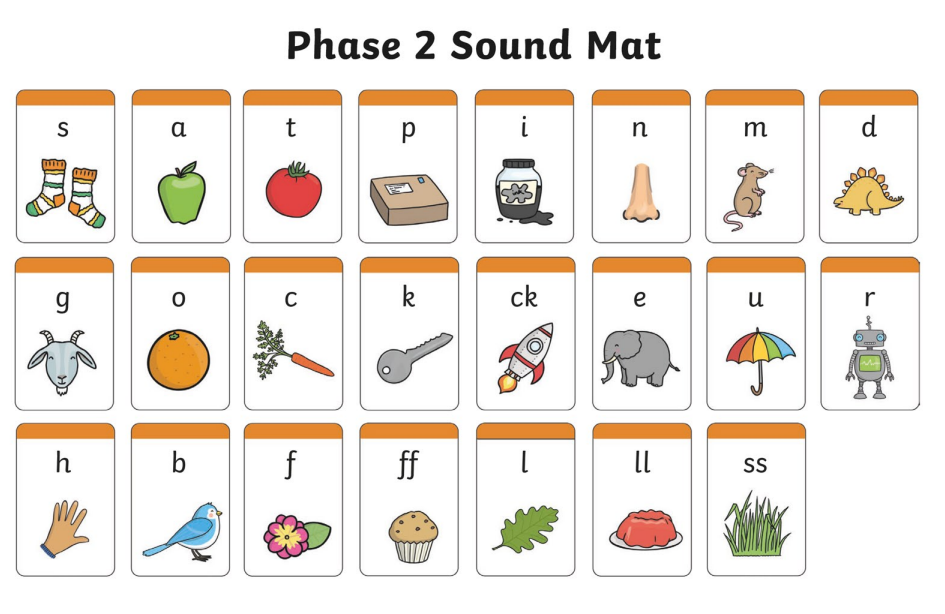 Phase 2 Sound Mat
s a t p i n m d
g o c k ck e u r
h b f ff l ll ss